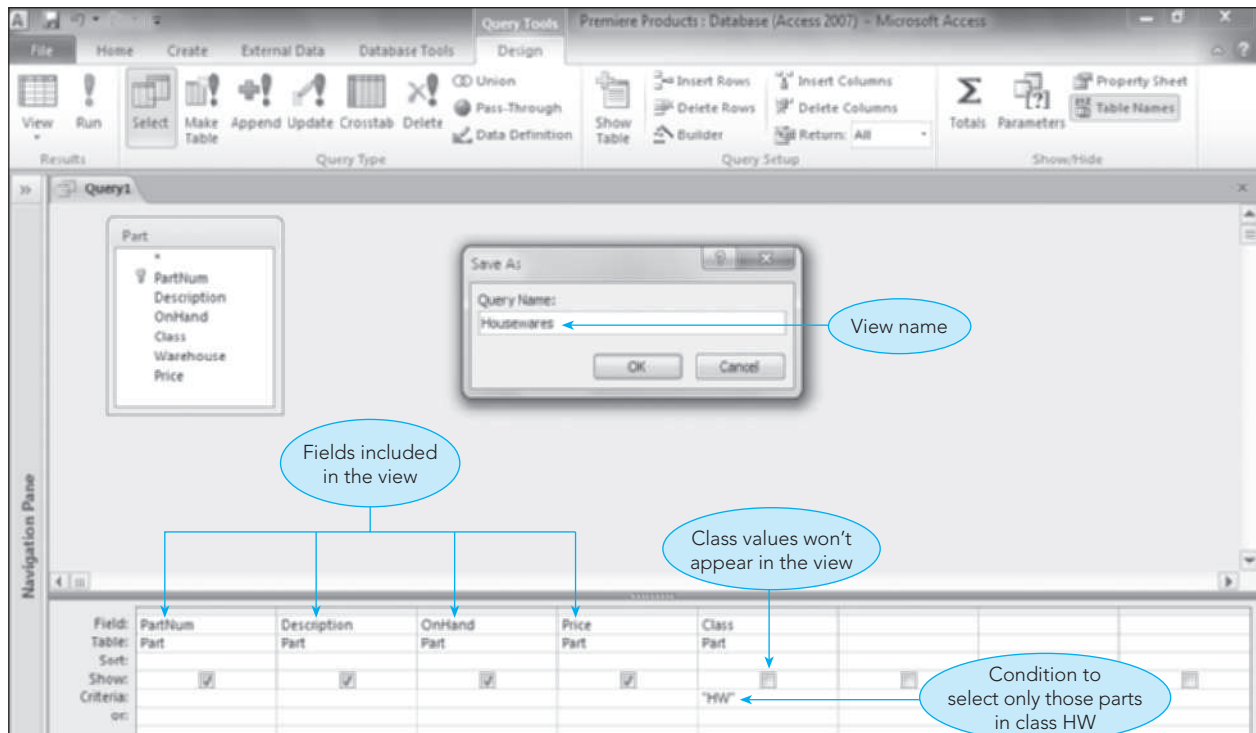 A
Query Tools
Premiere Products : Database (Access 2007) - Microsoft Access
File Home Create External Data Database Tools Design
View
Run
Select
Make Table
Append
Update
Crosstab
Delete
Union
Pass-Through
Data Definition
Show Table
Insert Rows
Delete Rows
Builder
Insert Columns
Delete Columns
Return: All
Σ
Totals
Parameters
Property Sheet
Table Names
Results
Query Type
Query Setup
Show/Hide
Query1
Part
*
PartNum
Description
OnHand
Class
Warehouse
Price
Save As
Query Name:
Housewares
OK Cancel
View name
Fields included
in the view
Class values won't
appear in the view
Navigation Pane
Field: PartNum Description OnHand Price Class
Table: Part Part Part Part Part
Sort:
Show:
Criteria: "HW"
or:
Condition to
select only those parts
in class HW